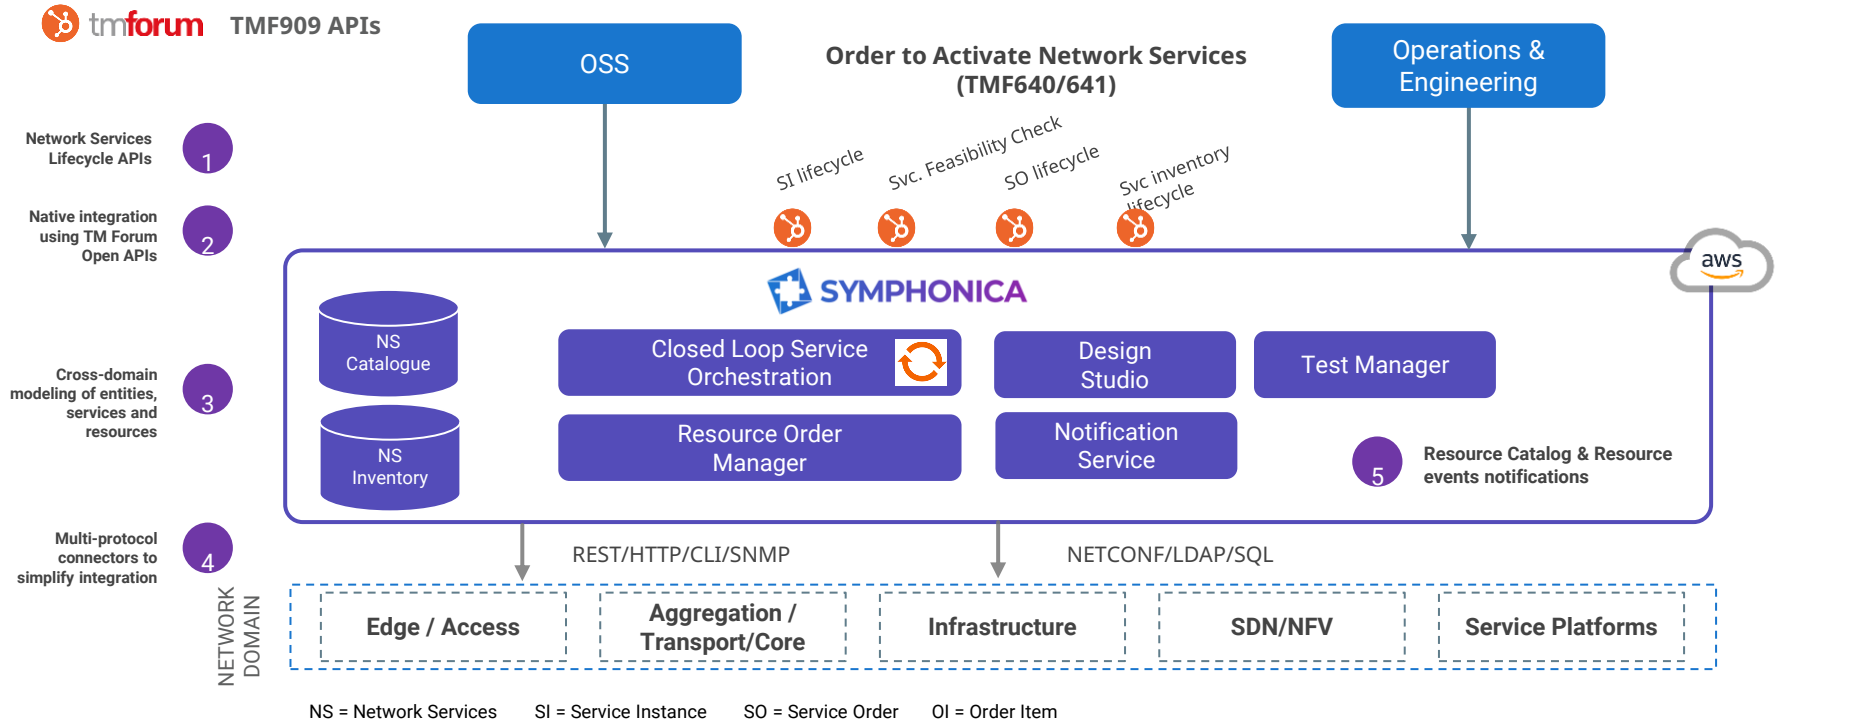 tmforum TMF909 APIs
OSS
Order to Activate Network Services
(TMF640/641)
Operations &
Engineering
Network Services
Lifecycle APIs
1
SI lifecycle
Svc. Feasibility Check
SO lifecycle
Svc inventory
lifecycle
Native integration
using TM Forum
Open APIs
2
aws
SYMPHONICA
NS
Catalogue
Closed Loop Service
Orchestration
Design
Studio
Test Manager
Cross-domain
modeling of entities,
services and
resources
3
NS
Inventory
Resource Order
Manager
Notification
Service
5
Resource Catalog & Resource
events notifications
Multi-protocol
connectors to
simplify integration
4
REST/HTTP/CLI/SNMP
NETCONF/LDAP/SQL
NETWORK
DOMAIN
Edge / Access
Aggregation /
Transport/Core
Infrastructure
SDN/NFV
Service Platforms
NS = Network Services SI = Service Instance SO = Service Order OI = Order Item